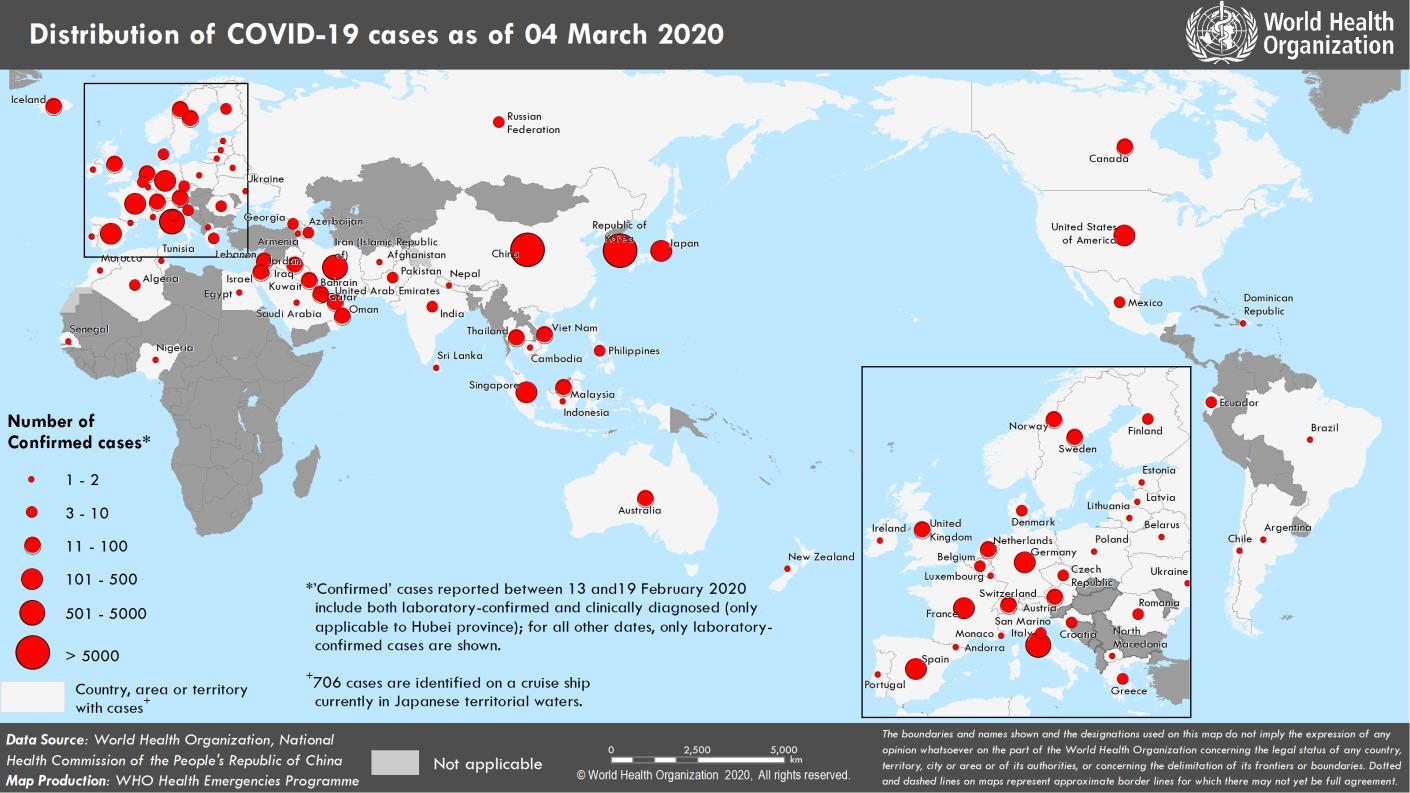 Distribution of COVID-19 cases as of 04 March 2020
World Health
Organization
Iceland
Russian
Federation
Canada
Ukraine
Georgia
Azerbaijan
Armenia
Republic of
Korea
Japan
China
United States
of America
Tunisia
Morocco
Lebanon
Jordan
Iran (Islamic Republic
of)
Afghanistan
Algeria
Israel
Iraq
Pakistan
Nepal
Kuwait
Bahrain
Egypt
United Arab Emirates
Qatar
Saudi Arabia
Oman
India
Mexico
Dominican
Republic
Senegal
Thailand
Viet Nam
Nigeria
Cambodia
Philippines
Sri Lanka
Singapore
Malaysia
Indonesia
Ecuador
Brazil
Australia
New Zealand
Chile
Argentina
Number of
Confirmed cases*
1 - 2
3 - 10
11 - 100
101 - 500
501 - 5000
> 5000
Country, area or territory
with cases+
*'Confirmed' cases reported between 13 and19 February 2020
include both laboratory-confirmed and clinically diagnosed (only
applicable to Hubei province); for all other dates, only laboratory-
confirmed cases are shown.
+706 cases are identified on a cruise ship
currently in Japanese territorial waters.
Norway
Finland
Sweden
Estonia
Latvia
Lithuania
Denmark
Belarus
Ireland
United
Kingdom
Netherlands
Poland
Germany
Belgium
Luxembourg
Czech
Republic
Ukraine
Switzerland
Austria
France
Romania
San Marino
Monaco
Italy
Croatia
North
Macedonia
Andorra
Spain
Portugal
Greece
Data Source: World Health Organization, National
Health Commission of the People's Republic of China
Map Production: WHO Health Emergencies Programme
Not applicable
0 2,500 5,000
km
© World Health Organization 2020, All rights reserved.
The boundaries and names shown and the designations used on this map do not imply the expression of any
opinion whatsoever on the part of the World Health Organization concerning the legal status of any country,
territory, city or area or of its authorities, or concerning the delimitation of its frontiers or boundaries. Dotted
and dashed lines on maps represent approximate border lines for which there may not yet be full agreement.